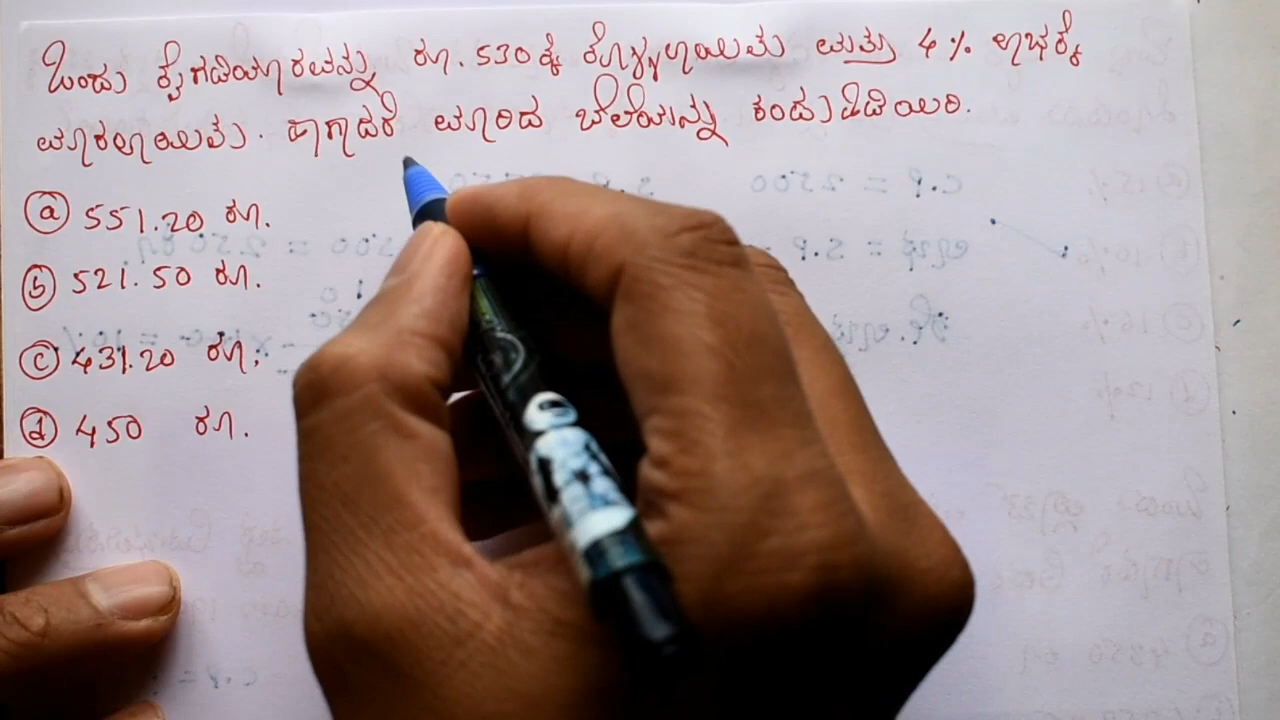 ಒಂದು ಕೈಗಡಿಯಾರವನ್ನು ರೂ. 530ಕ್ಕೆ ಕೊಳ್ಳಲಾಯಿತು ಮತ್ತು 4% ಲಾಭಕ್ಕೆ
ಮಾರಲಾಯಿತು. ಹಾಗಾದರೆ ಮಾರಿದ ಬೆಲೆಯನ್ನು ಕಂಡುಹಿಡಿಯಿರಿ.
ⓐ 551.20 ರೂ.
ⓑ 521.50 ರೂ.
ⓒ 431.20 ರೂ.
ⓓ 450 ರೂ.